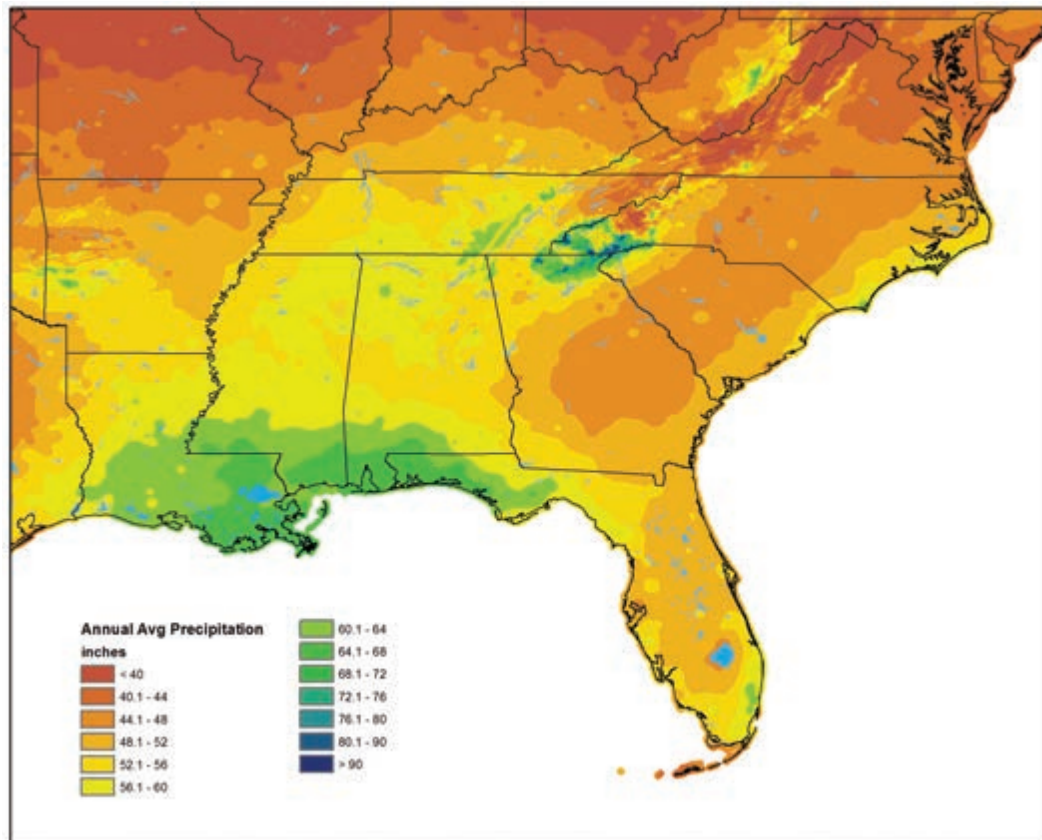 Annual Avg Precipitation
inches
< 40
40.1 - 44
44.1 - 48
48.1 - 52
52.1 - 56
56.1 - 60
60.1 - 64
64.1 - 68
68.1 - 72
72.1 - 76
76.1 - 80
80.1 - 90
> 90